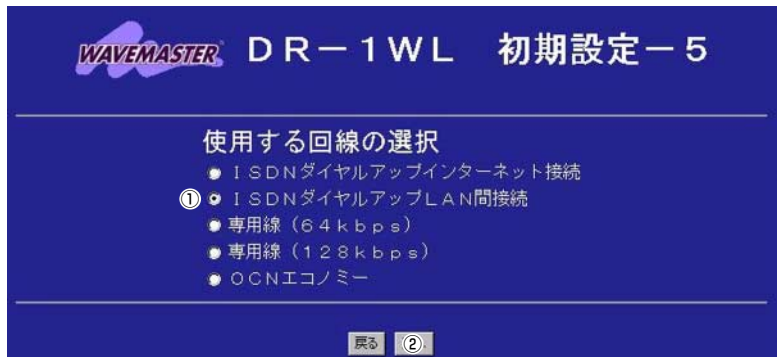 WAVEMASTER DR－1WL　初期設定－5
使用する回線の選択
ISDNダイヤルアップインターネット接続
① ISDNダイヤルアップLAN間接続
専用線（64kbps）
専用線（128kbps）
OCNエコノミー
戻る ②